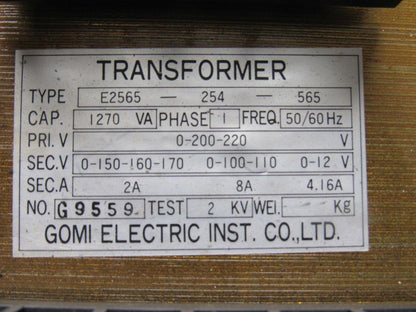 TRANSFORMER
TYPE E2565 — 254 — 565
CAP. 1270 VA PHASE 1 FREQ. 50/60 Hz
PRI. V 0-200-220 V
SEC. V 0-150-160-170 0-100-110 0-12 V
SEC. A 2A 8A 4.16A
NO. G9559 TEST 2 KV WEI. Kg
GOMI ELECTRIC INST. CO., LTD.